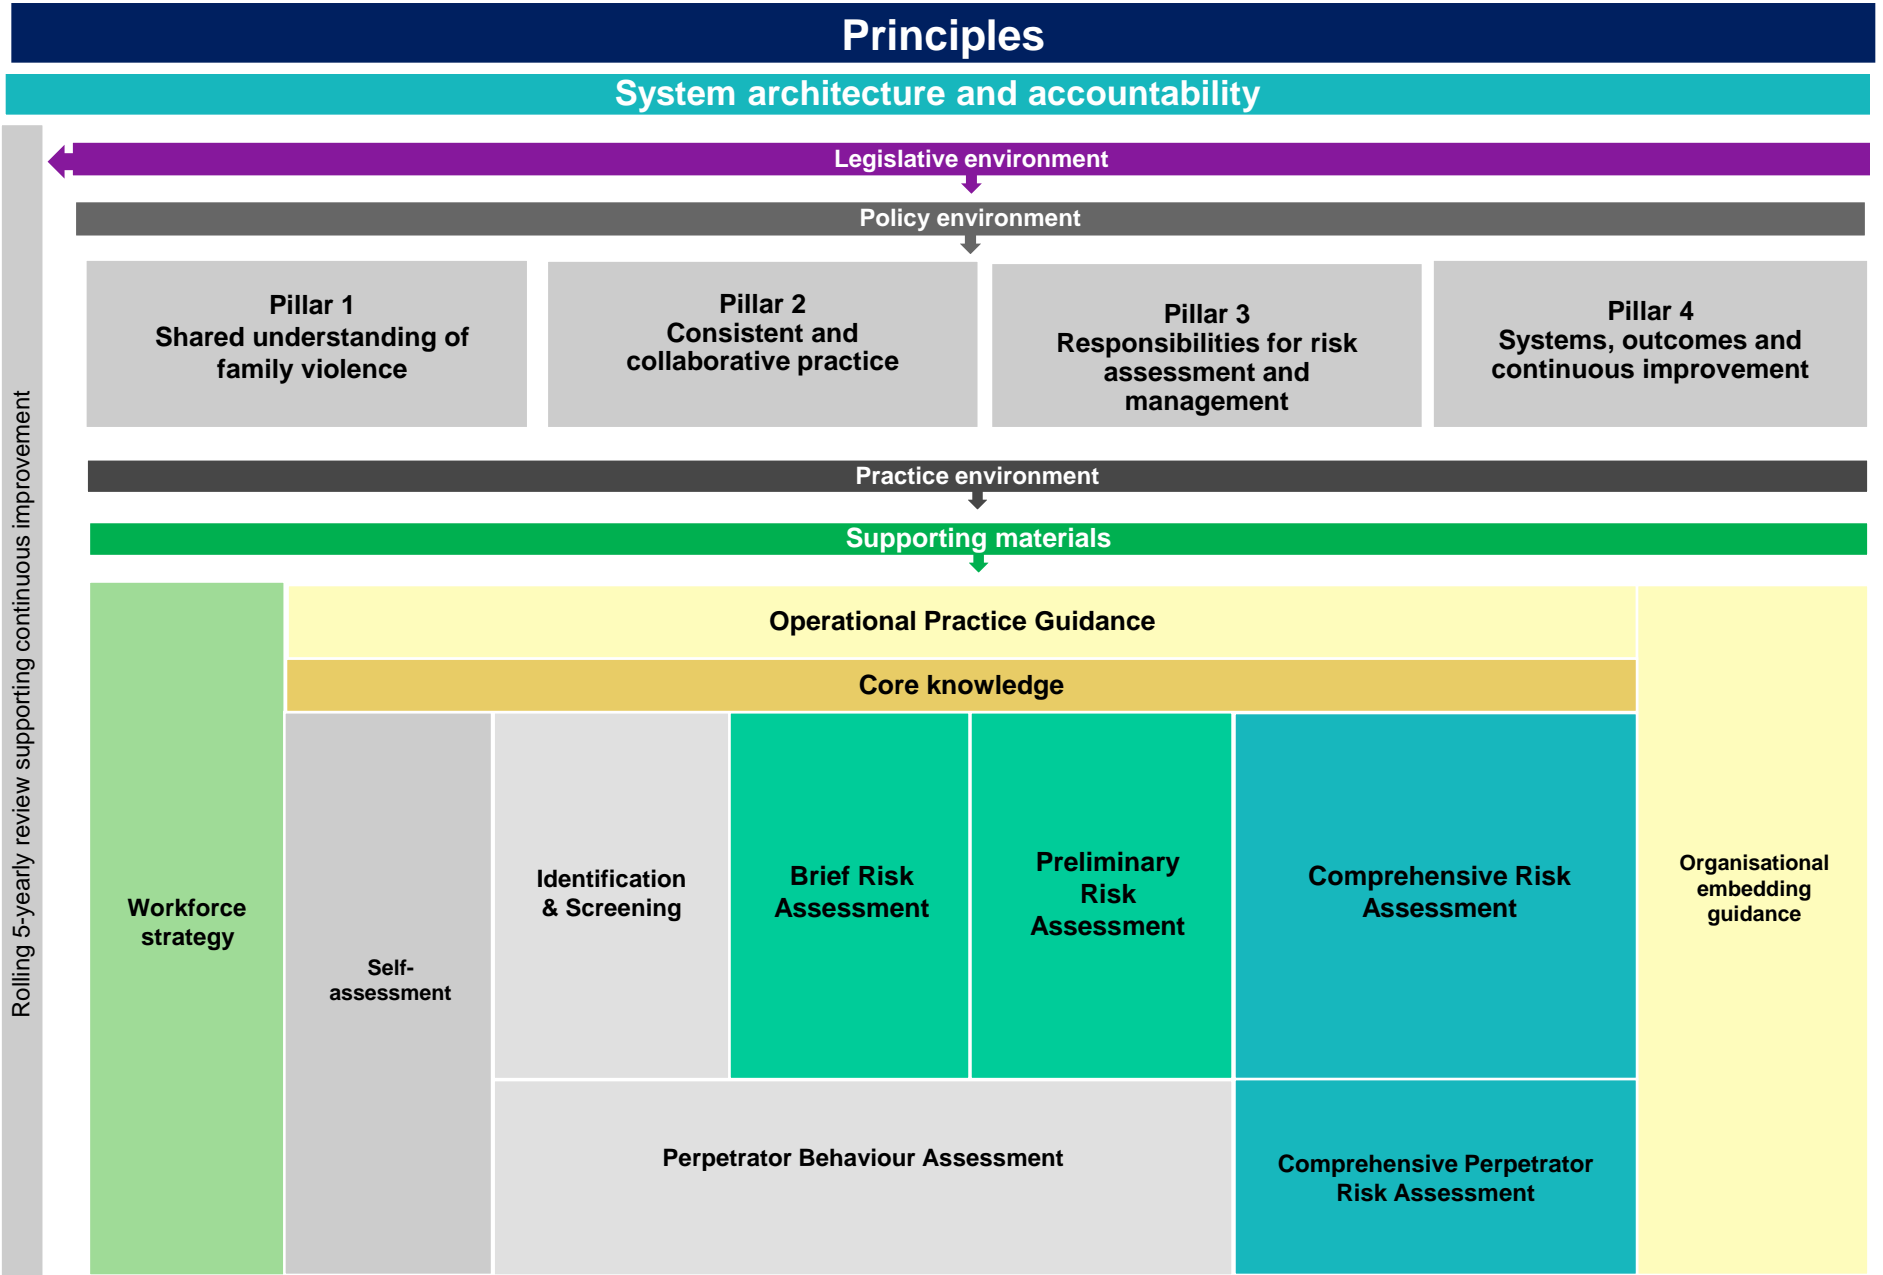 Principles
System architecture and accountability
Rolling 5-yearly review supporting continuous improvement
Legislative environment
Policy environment
Pillar 1
Shared understanding of
family violence
Pillar 2
Consistent and
collaborative practice
Pillar 3
Responsibilities for risk
assessment and
management
Pillar 4
Systems, outcomes and
continuous improvement
Practice environment
Supporting materials
Workforce
strategy
Operational Practice Guidance
Core knowledge
Self-
assessment
Identification
& Screening
Brief Risk
Assessment
Preliminary
Risk
Assessment
Comprehensive Risk
Assessment
Perpetrator Behaviour Assessment
Comprehensive Perpetrator
Risk Assessment
Organisational
embedding
guidance